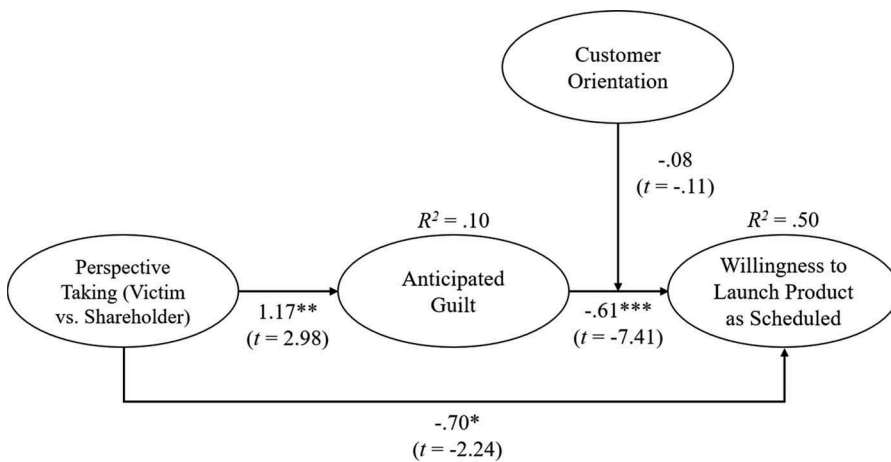 Customer
Orientation
-.08
(t = -.11)
R² = .10
R² = .50
Perspective
Taking (Victim
vs. Shareholder)
1.17**
(t = 2.98)
Anticipated
Guilt
-.61***
(t = -7.41)
Willingness to
Launch Product
as Scheduled
-.70*
(t = -2.24)